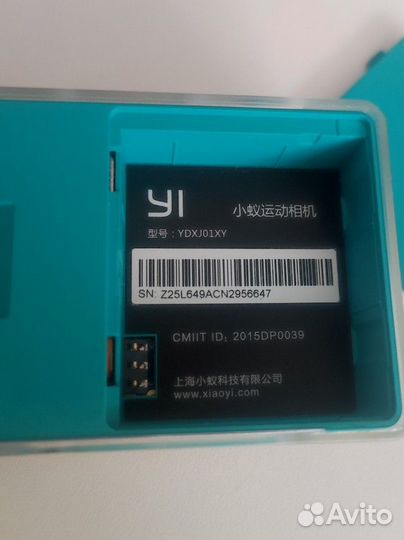 YI 小蚁运动相机
型号: YDXJ01XY
SN: Z25L649ACN2956647
CMIIT ID: 2015DP0039
上海小蚁科技有限公司
www.xiaoyi.com
Avito